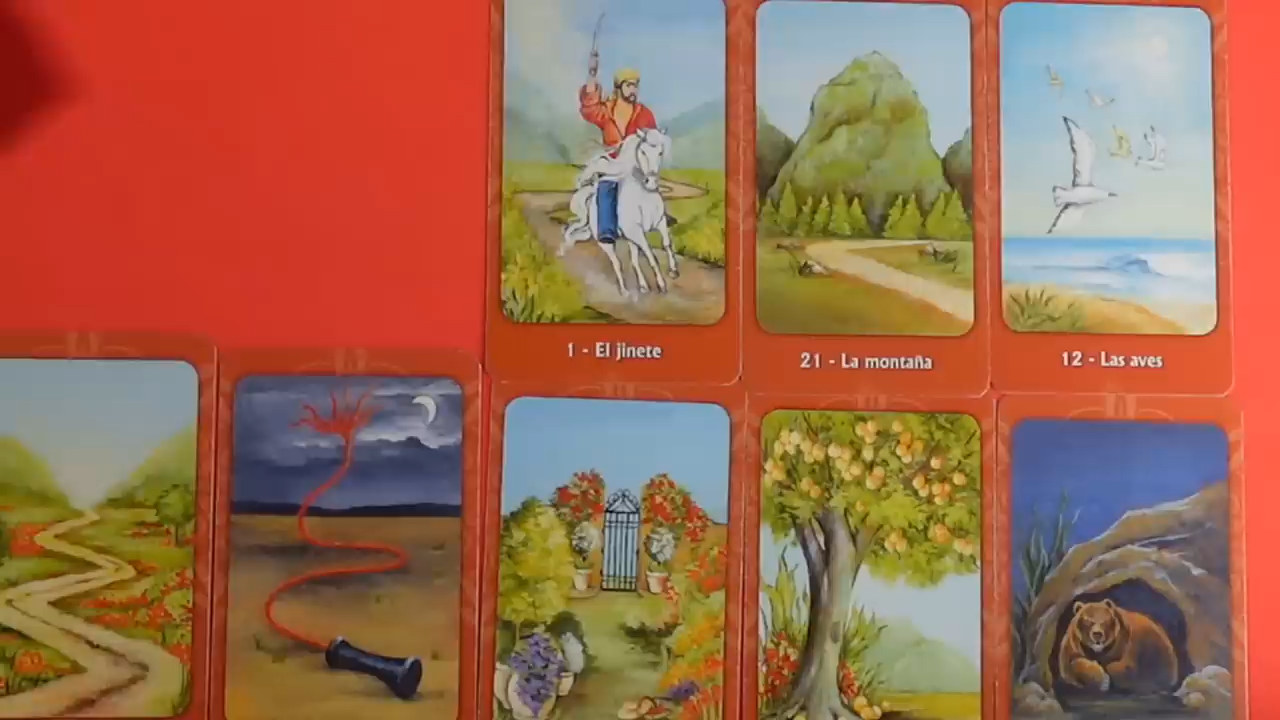 1 - El jinete
21 - La montaña
12 - Las aves